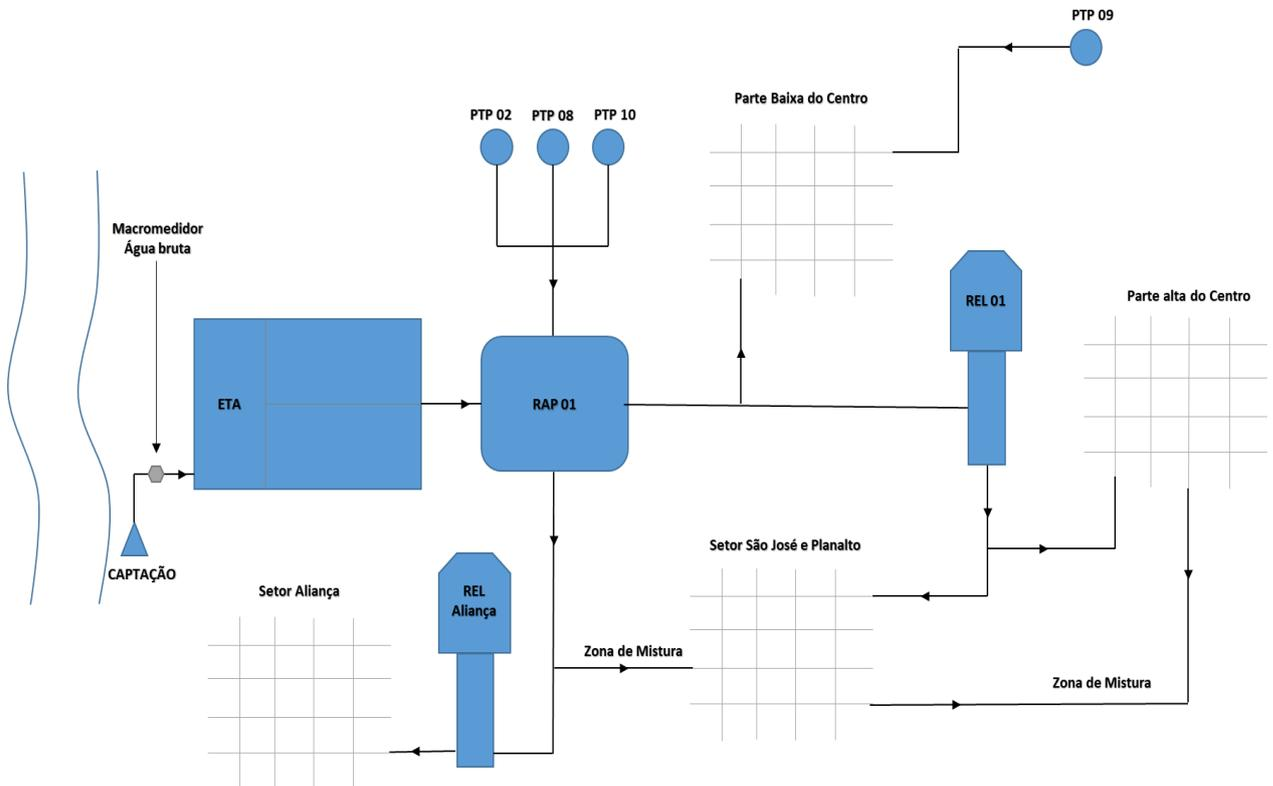 PTP 09
Parte Baixa do Centro
PTP 02
PTP 08
PTP 10
Macromedidor
Água bruta
REL 01
Parte alta do Centro
ETA
RAP 01
CAPTAÇÃO
Setor São José e Planalto
Setor Aliança
REL
Aliança
Zona de Mistura
Zona de Mistura